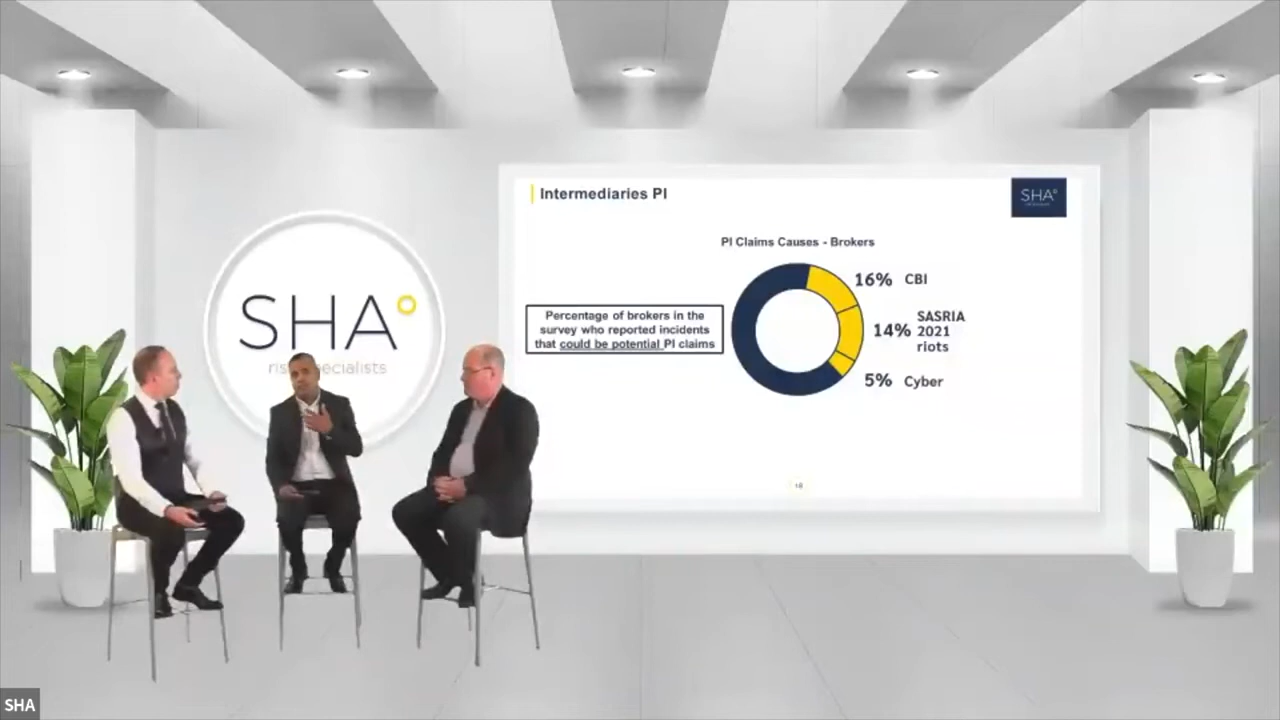 SHA°
risk specialists
Intermediaries PI
SHA°
PI Claims Causes - Brokers
Percentage of brokers in the
survey who reported incidents
that could be potential PI claims
16% CBI
14% SASRIA
2021
riots
5% Cyber
SHA